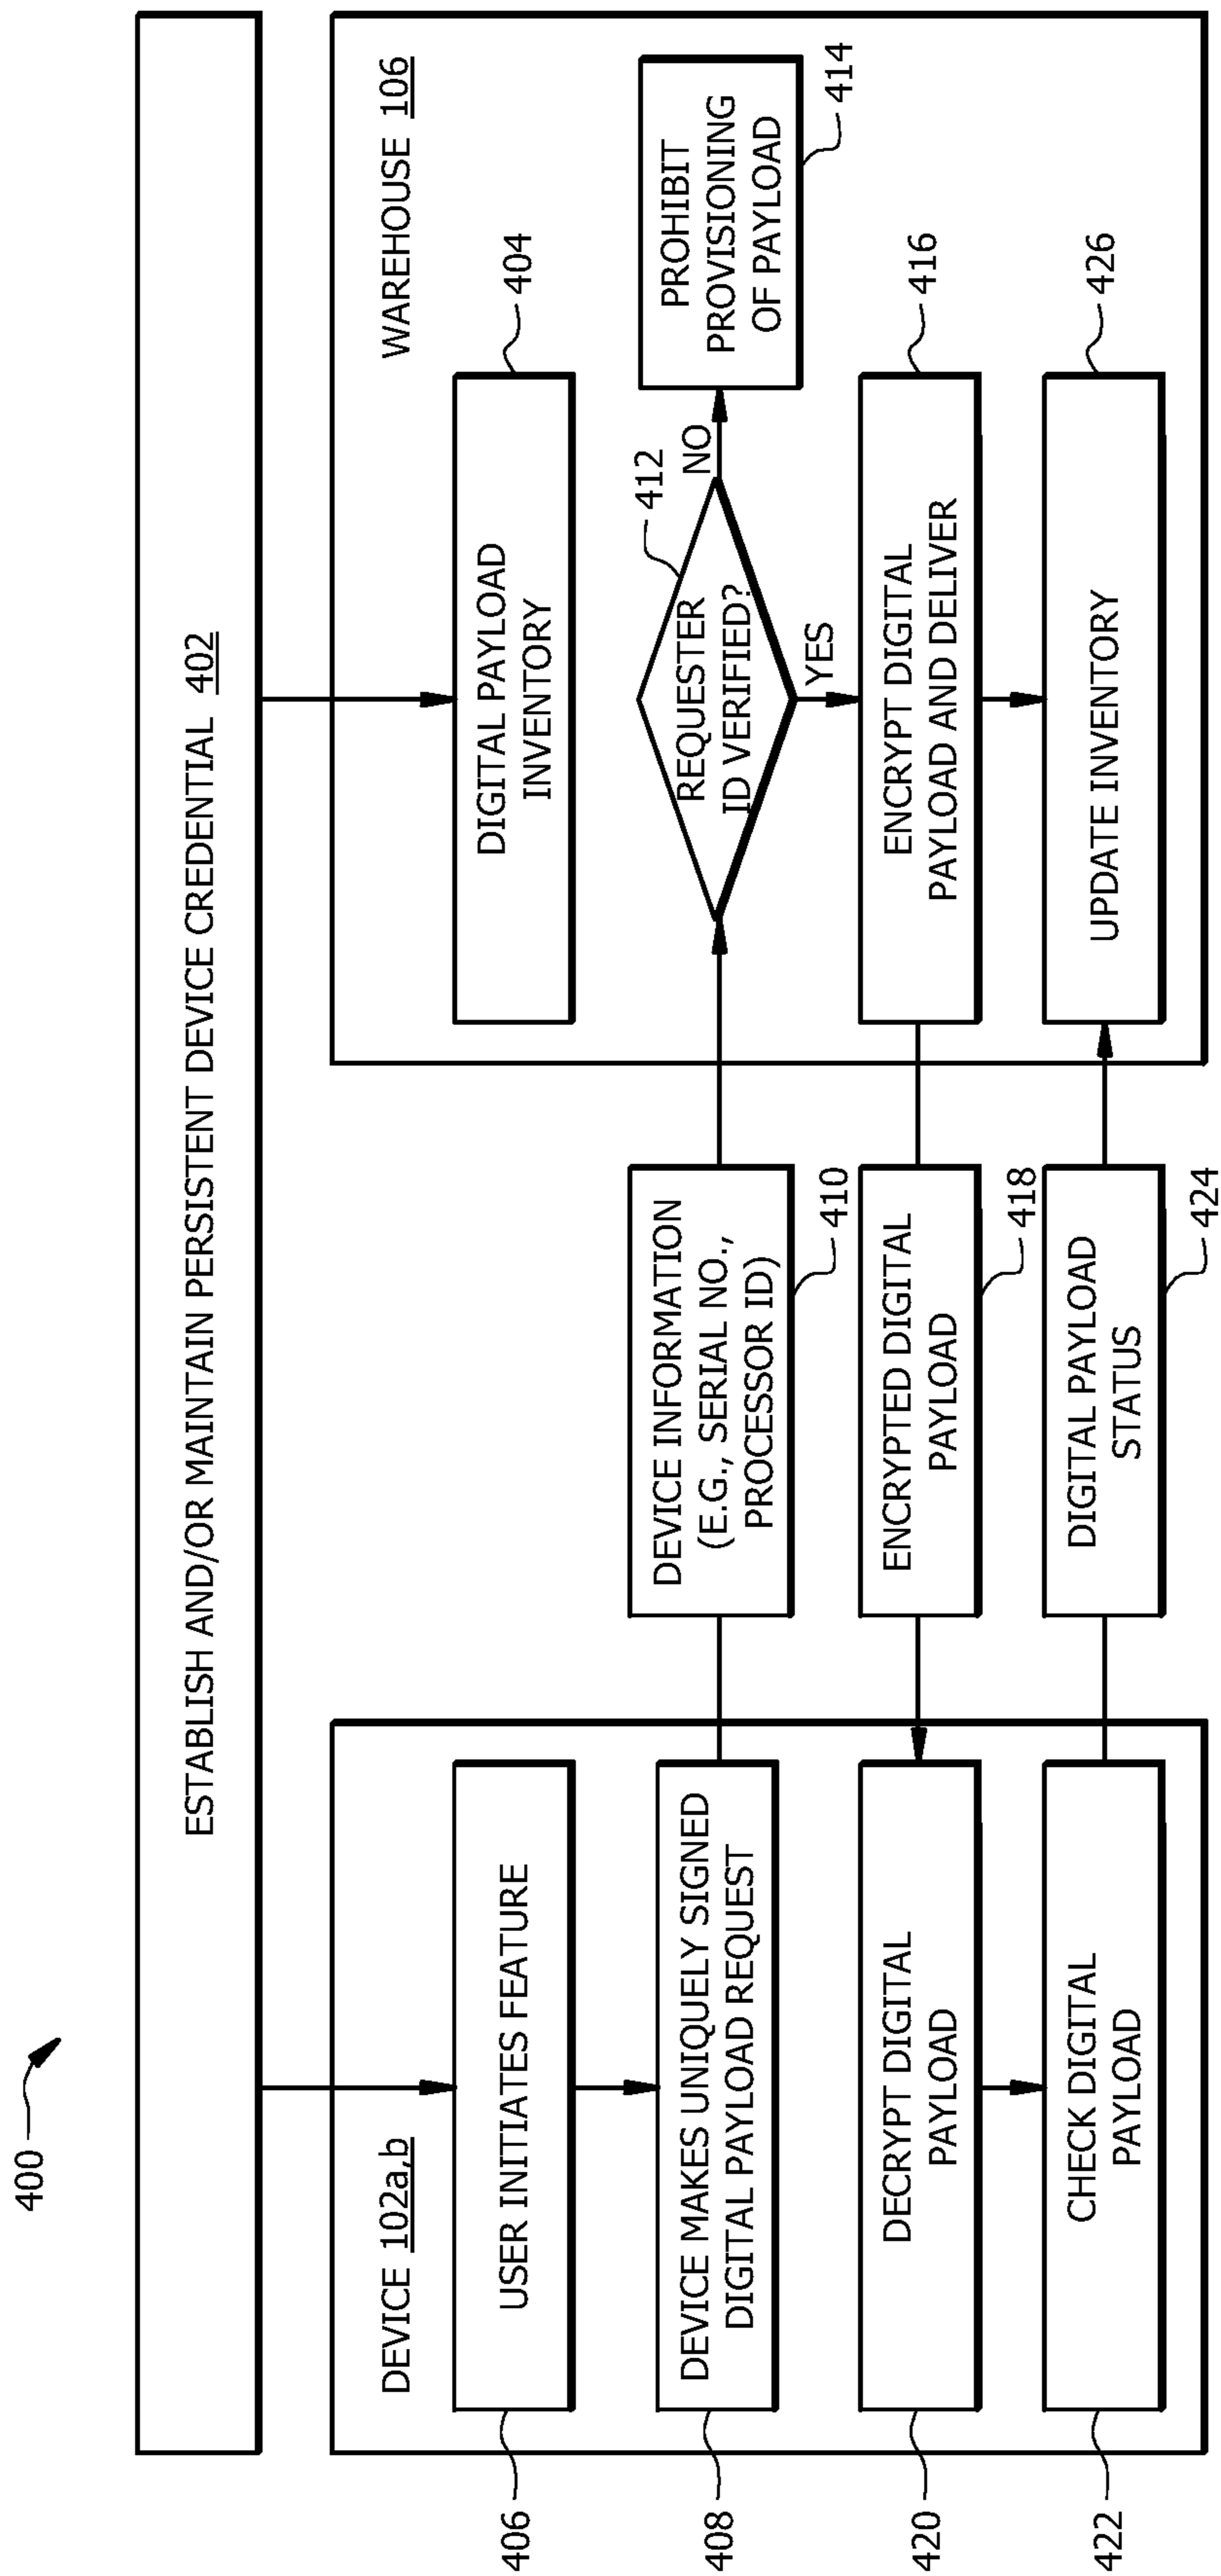 400
ESTABLISH AND/OR MAINTAIN PERSISTENT DEVICE CREDENTIAL 402
DEVICE 102a,b
406
USER INITIATES FEATURE
408
DEVICE MAKES UNIQUELY SIGNED
DIGITAL PAYLOAD REQUEST
420
DECRYPT DIGITAL
PAYLOAD
422
CHECK DIGITAL
PAYLOAD
DEVICE INFORMATION
(E.G., SERIAL NO.,
PROCESSOR ID)
410
ENCRYPTED DIGITAL
PAYLOAD
418
DIGITAL PAYLOAD
STATUS
424
WAREHOUSE 106
DIGITAL PAYLOAD
INVENTORY
404
REQUESTER
ID VERIFIED?
412
NO
YES
PROHIBIT
PROVISIONING
OF PAYLOAD
414
ENCRYPT DIGITAL
PAYLOAD AND DELIVER
416
UPDATE INVENTORY
426